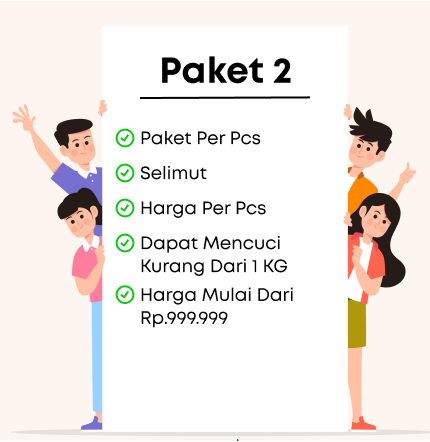 Paket 2
Paket Per Pcs
Selimut
Harga Per Pcs
Dapat Mencuci
Kurang Dari 1 KG
Harga Mulai Dari
Rp.999.999